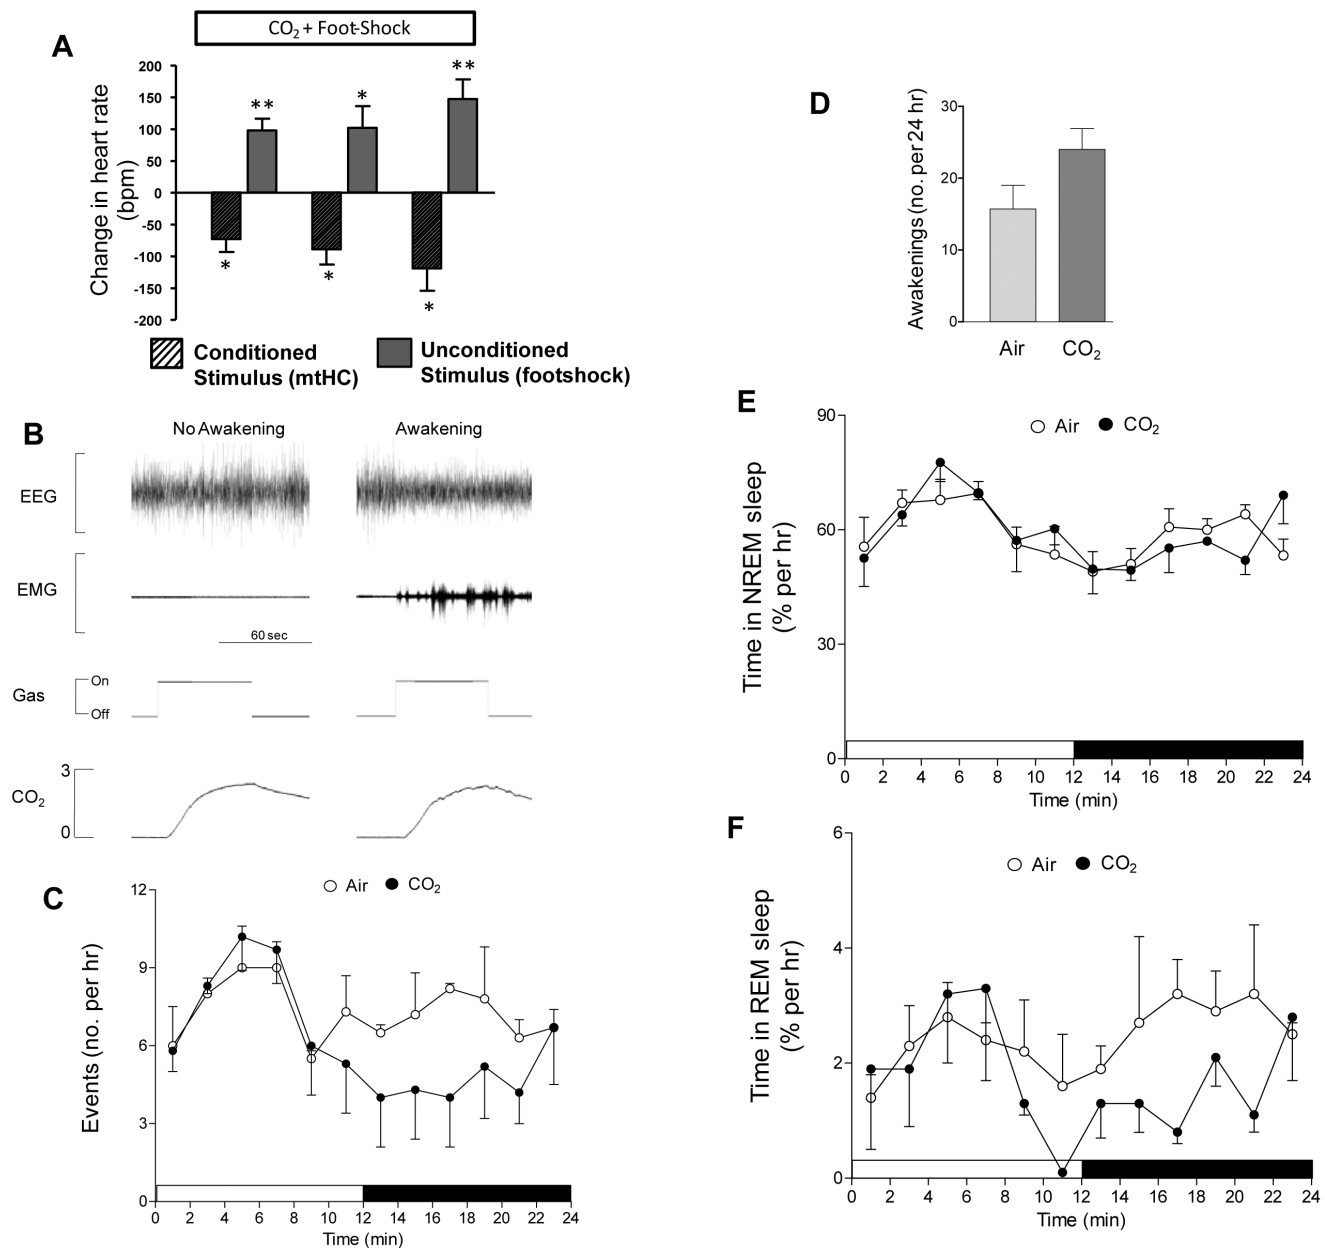 A
CO2 + Foot-Shock
**
*
**
200
150
100
50
0
-50
-100
-150
-200
Change in heart rate
(bpm)
*
*
*
Conditioned
Stimulus (mtHC)
Unconditioned
Stimulus (footshock)
B
No Awakening
Awakening
EEG
EMG
60 sec
Gas
On
Off
CO2
3
0
C
Air
CO2
12
9
6
3
0
Events (no. per hr)
0 2 4 6 8 10 12 14 16 18 20 22 24
Time (min)
D
30
20
10
0
Awakenings (no. per 24 hr)
Air
CO2
E
Air
CO2
90
60
30
0
Time in NREM sleep
(% per hr)
0 2 4 6 8 10 12 14 16 18 20 22 24
Time (min)
F
Air
CO2
6
4
2
0
Time in REM sleep
(% per hr)
0 2 4 6 8 10 12 14 16 18 20 22 24
Time (min)